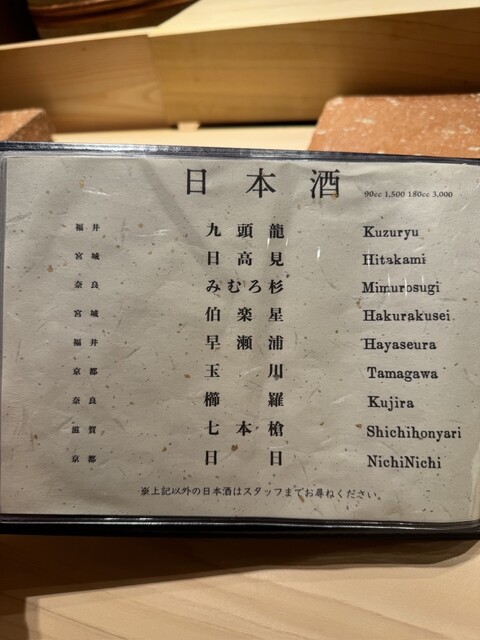 日本酒 90cc 1,500 180cc 3,000
福井 九頭龍 Kuzuryu
宮城 日高見 Hitakami
奈良 みむろ杉 Mimurosugi
宮城 伯楽星 Hakurakusei
福井 早瀬浦 Hayaseura
京都 玉川 Tamagawa
奈良 櫛羅 Kujira
滋賀 七本槍 Shichihonyari
京都 日日 NichiNichi
※上記以外の日本酒はスタッフまでお尋ねください。